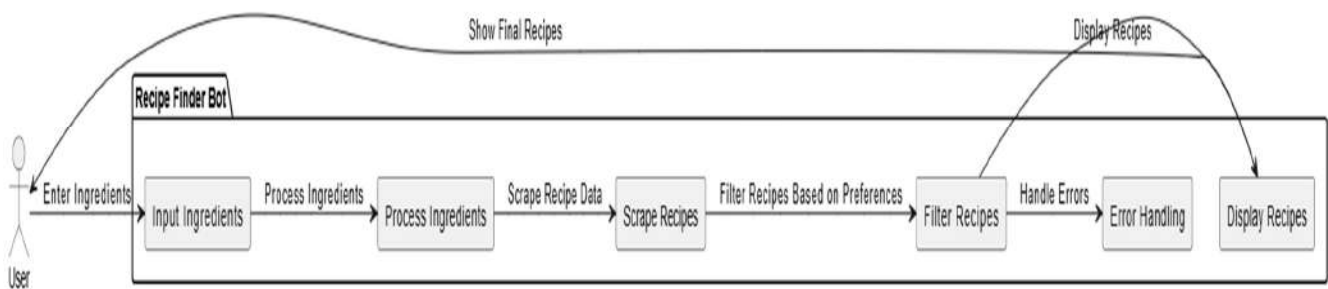 Show Final Recipes
Display Recipes
Recipe Finder Bot
Enter Ingredients
Input Ingredients
Process Ingredients
Process Ingredients
Scrape Recipe Data
Scrape Recipes
Filter Recipes Based on Preferences
Filter Recipes
Handle Errors
Error Handling
Display Recipes
User